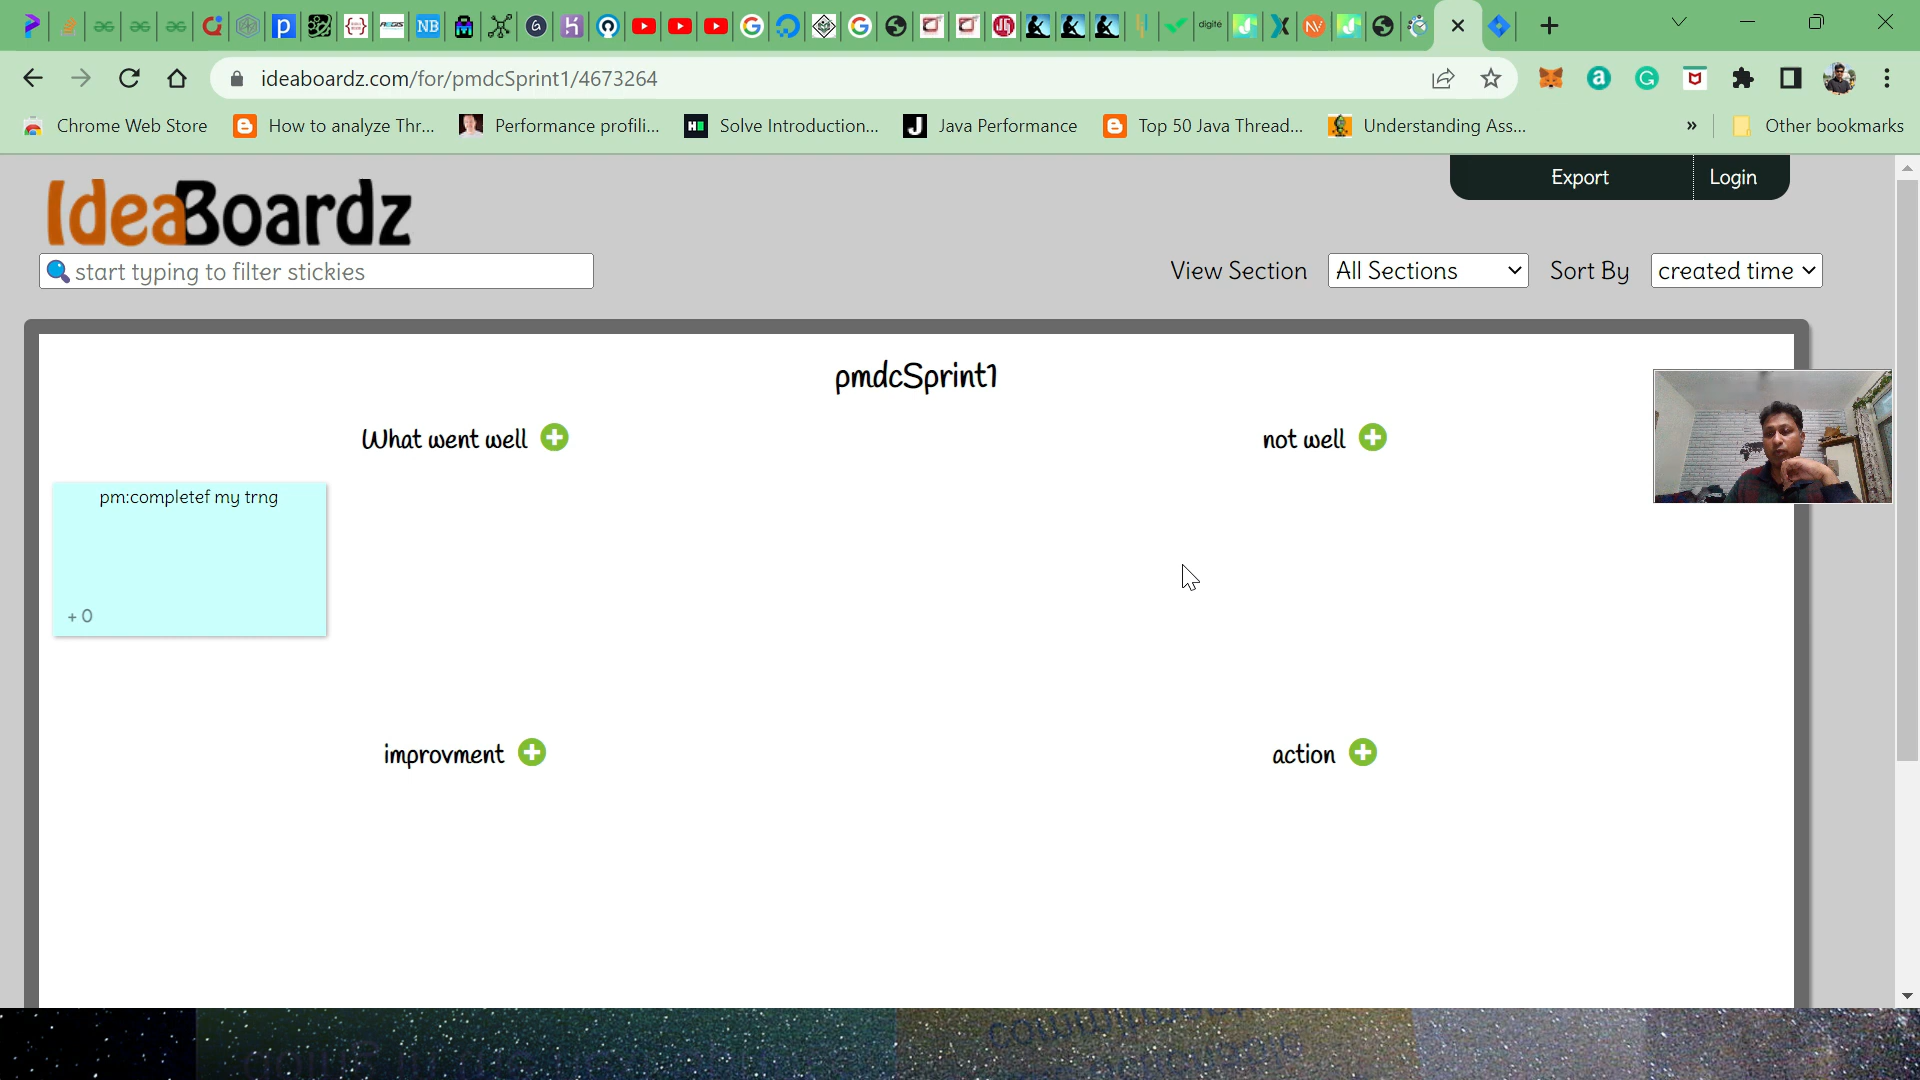 ideaboardz.com/for/pmdcSprint1/4673264
Chrome Web Store
How to analyze Thr...
Performance profili...
Solve Introduction...
Java Performance
Top 50 Java Thread...
Understanding Ass...
»
Other bookmarks
Export
Login
IdeaBoardz
start typing to filter stickies
View Section
All Sections
Sort By
created time
pmdcSprint1
What went well
not well
pm:completef my trng
+ 0
improvment
action